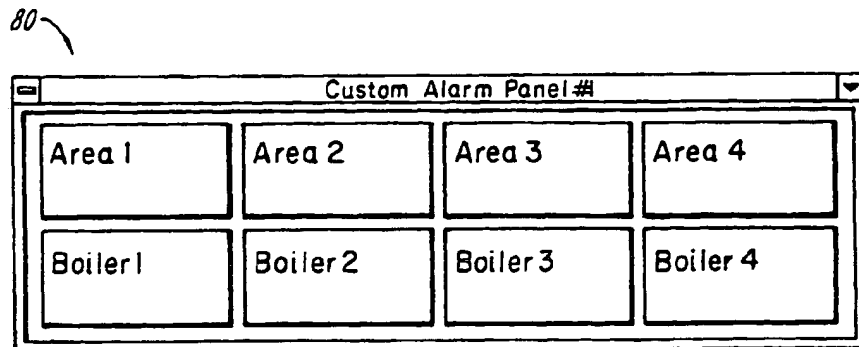 80
Custom Alarm Panel #1
Area 1 Area 2 Area 3 Area 4
Boiler 1 Boiler 2 Boiler 3 Boiler 4